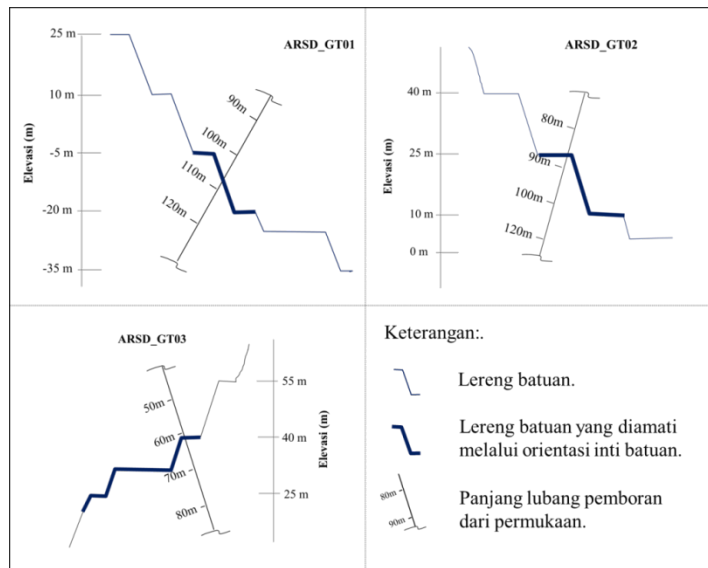 ARSD_GT01
25 m
10 m
-5 m
-20 m
-35 m
Elevasi (m)
90m
100m
110m
120m
ARSD_GT02
40 m
25 m
10 m
0 m
Elevasi (m)
80m
90m
100m
120m
ARSD_GT03
50m
60m
70m
80m
55 m
40 m
25 m
Elevasi (m)
Keterangan:.
Lereng batuan.
Lereng batuan yang diamati
melalui orientasi inti batuan.
80m
90m
Panjang lubang pemboran
dari permukaan.